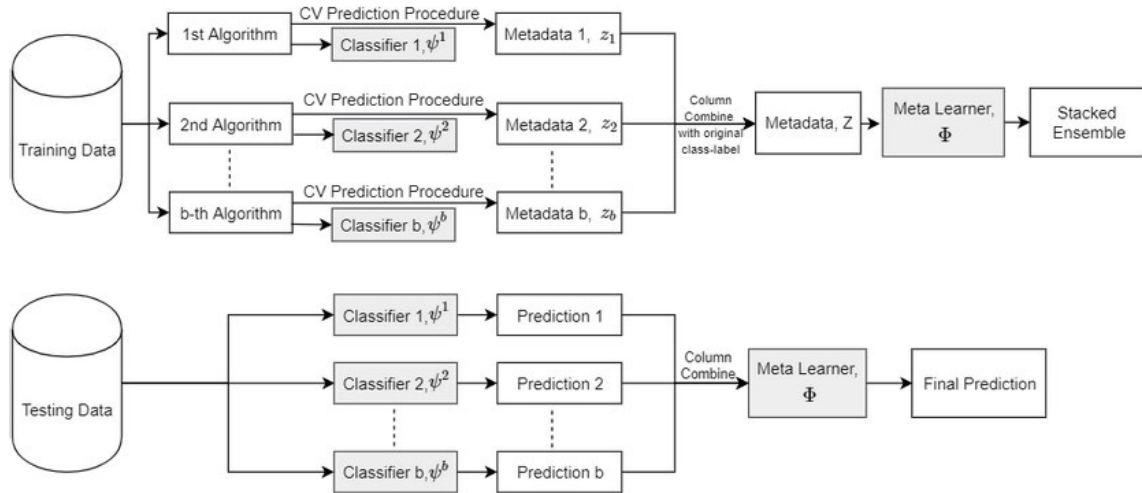 CV Prediction Procedure
1st Algorithm
Classifier 1, ψ¹
Metadata 1, z₁
Training Data
CV Prediction Procedure
2nd Algorithm
Classifier 2, ψ²
Metadata 2, z₂
CV Prediction Procedure
b-th Algorithm
Classifier b, ψᵇ
Metadata b, z_b
Column
Combine
with original
class-label
Metadata, Z
Meta Learner,
Φ
Stacked
Ensemble
Testing Data
Classifier 1, ψ¹
Prediction 1
Classifier 2, ψ²
Prediction 2
Classifier b, ψᵇ
Prediction b
Column
Combine
Meta Learner,
Φ
Final Prediction